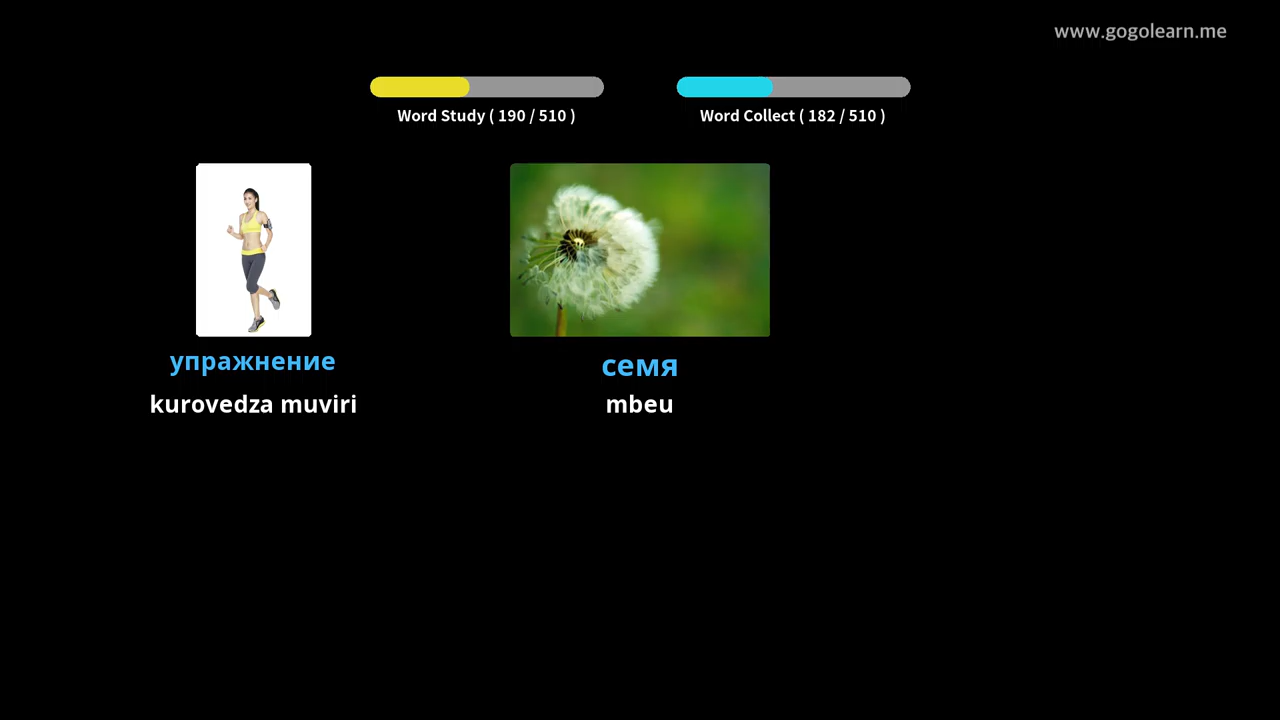 www.gogolearn.me
Word Study ( 190 / 510 )
Word Collect ( 182 / 510 )
упражнение
семя
kurovedza muviri
mbeu